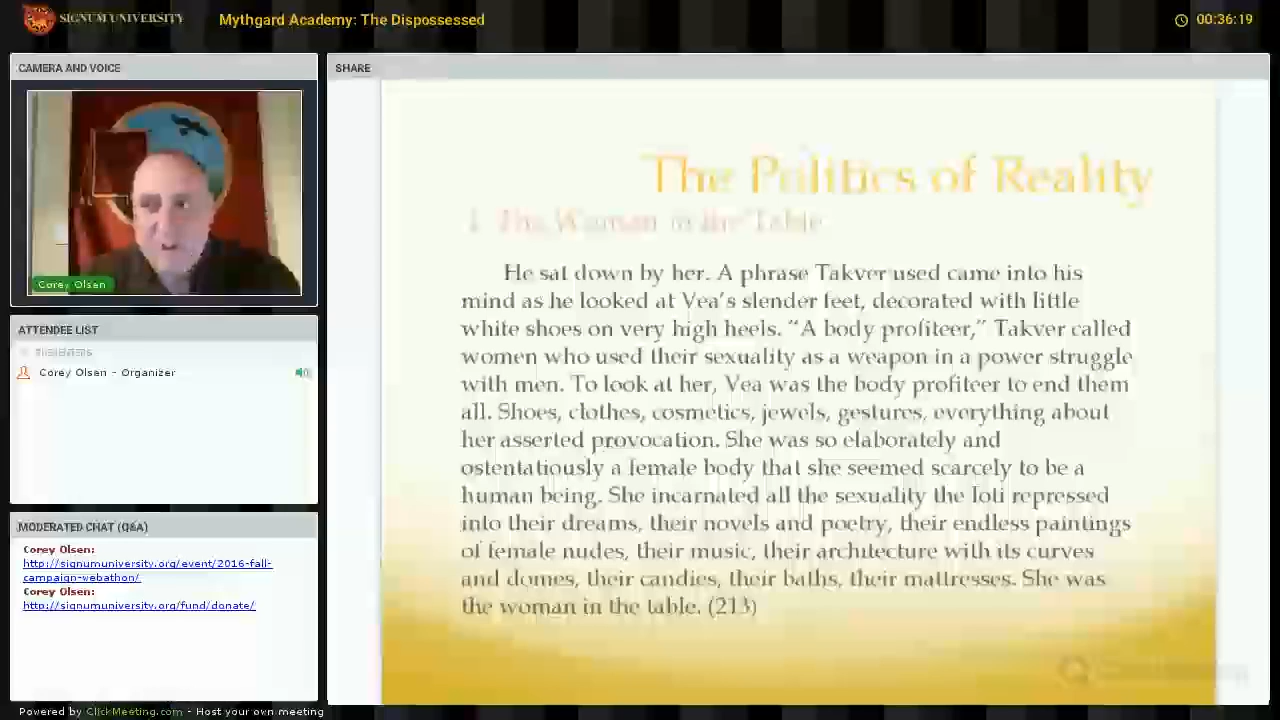 SIGNUM UNIVERSITY
Mythgard Academy: The Dispossessed
00:36:19
CAMERA AND VOICE
Corey Olsen
ATTENDEE LIST
Corey Olsen - Organizer
MODERATED CHAT (Q&A)
Corey Olsen:
http://signumuniversity.org/event/2016-fall-
campaign-webathon/
Corey Olsen:
http://signumuniversity.org/fund/donate/
SHARE
The Politics of Reality
The Woman in the Table
He sat down by her. A phrase Takver used came into his
mind as he looked at Vea's slender feet, decorated with little
white shoes on very high heels. "A body profiteer," Takver called
women who used their sexuality as a weapon in a power struggle
with men. To look at her, Vea was the body profiteer to end them
all. Shoes, clothes, cosmetics, jewels, gestures, everything about
her asserted provocation. She was so elaborately and
ostentatiously a female body that she seemed scarcely to be a
human being. She incarnated all the sexuality the Ioti repressed
into their dreams, their novels and poetry, their endless paintings
of female nudes, their music, their architecture with its curves
and domes, their candies, their baths, their mattresses. She was
the woman in the table. (213)
Powered by ClickMeeting.com - Host your own meeting